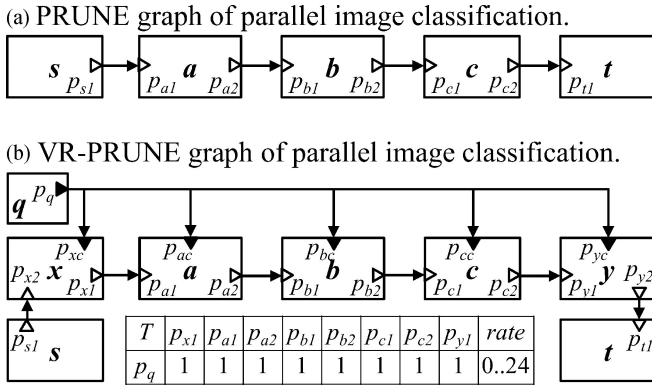 (a) PRUNE graph of parallel image classification.
s a b c t
p_s1 p_a1 p_a2 p_b1 p_b2 p_c1 p_c2 p_t1
(b) VR-PRUNE graph of parallel image classification.
q p_q
p_xc p_ac p_bc p_cc p_yc
p_x2 x a b c y p_y2
p_x1 p_a1 p_a2 p_b1 p_b2 p_c1 p_c2 p_y1
p_s1 s
T p_x1 p_a1 p_a2 p_b1 p_b2 p_c1 p_c2 p_y1 rate
p_q 1 1 1 1 1 1 1 1 0..24
t p_t1